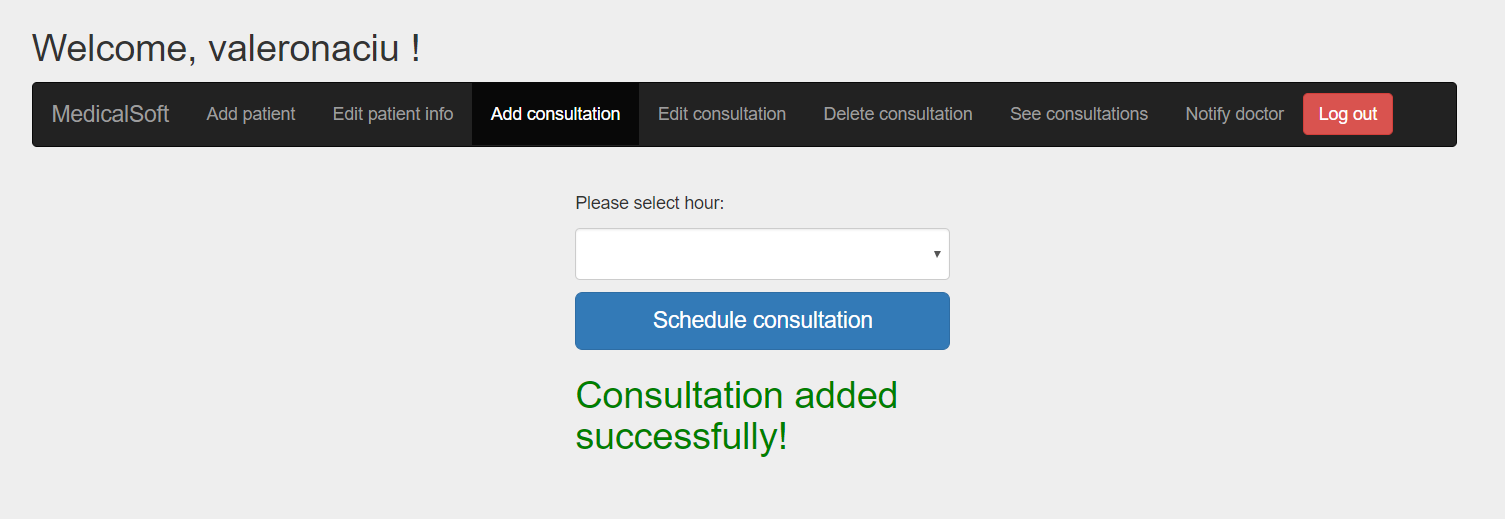 Welcome, valeronaciu !
MedicalSoft Add patient Edit patient info Add consultation Edit consultation Delete consultation See consultations Notify doctor Log out
Please select hour:
Schedule consultation
Consultation added
successfully!